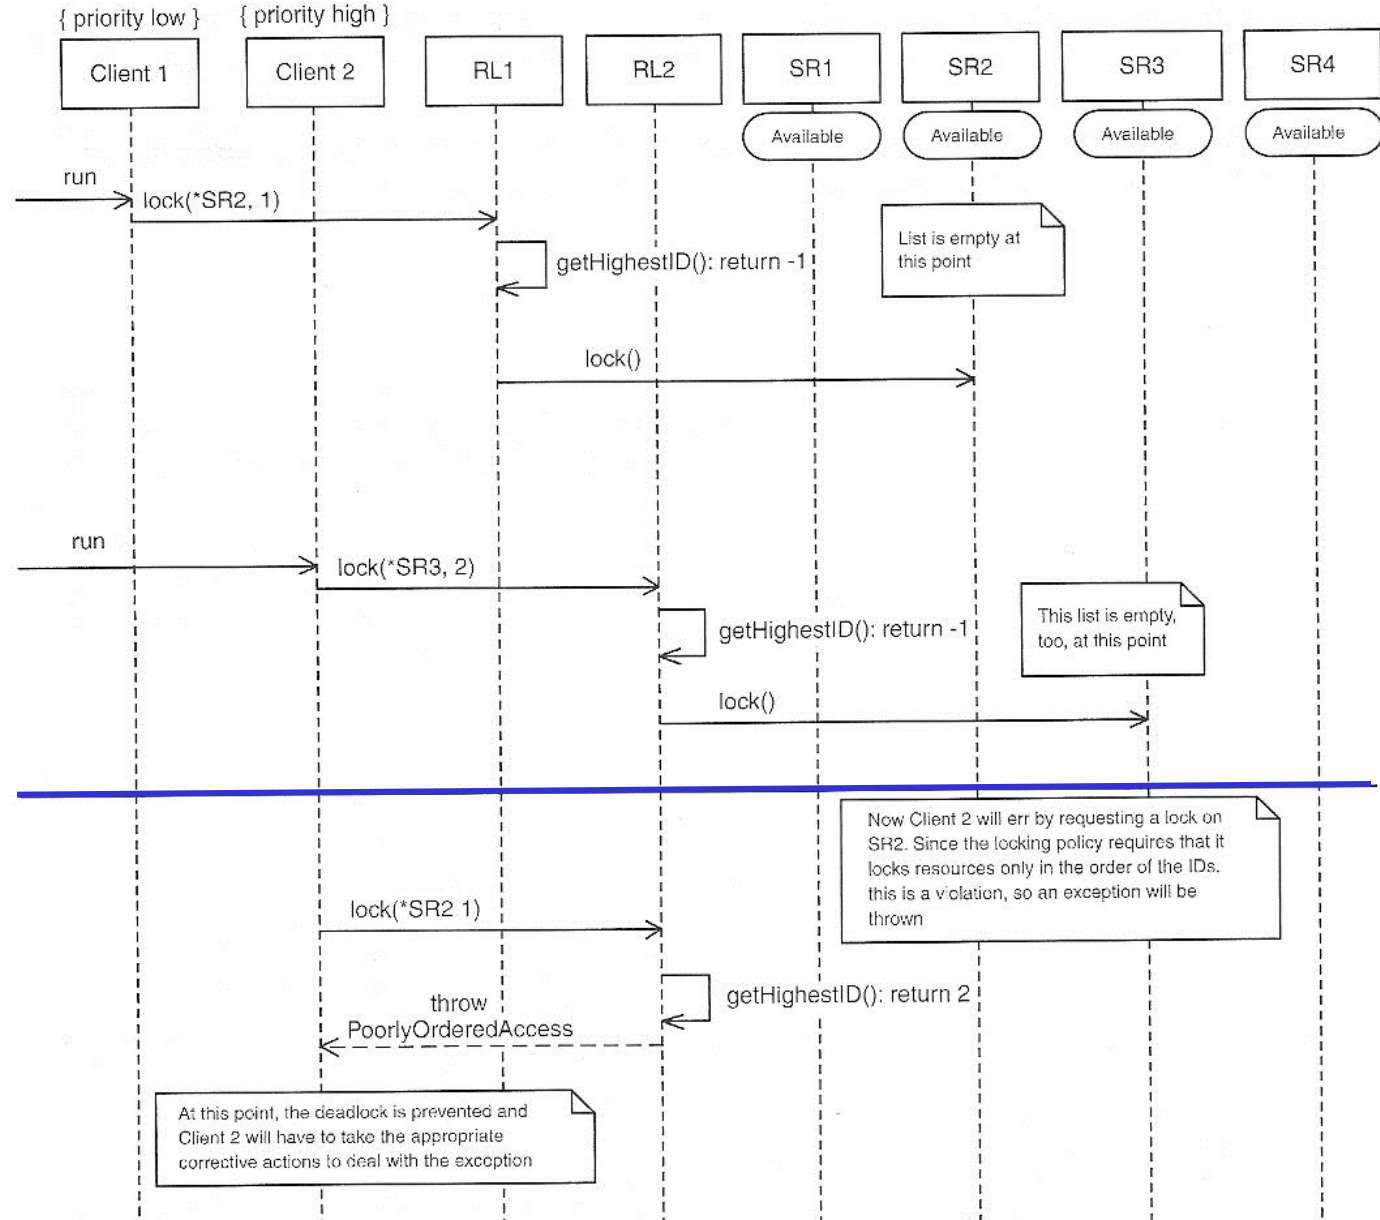 { priority low }
{ priority high }
Client 1
Client 2
RL1
RL2
SR1
SR2
SR3
SR4
Available
Available
Available
Available
run
lock(*SR2, 1)
List is empty at
this point
getHighestID(): return -1
lock()
run
lock(*SR3, 2)
This list is empty,
too, at this point
getHighestID(): return -1
lock()
Now Client 2 will err by requesting a lock on
SR2. Since the locking policy requires that it
locks resources only in the order of the IDs,
this is a violation, so an exception will be
thrown
lock(*SR2 1)
getHighestID(): return 2
throw
PoorlyOrderedAccess
At this point, the deadlock is prevented and
Client 2 will have to take the appropriate
corrective actions to deal with the exception